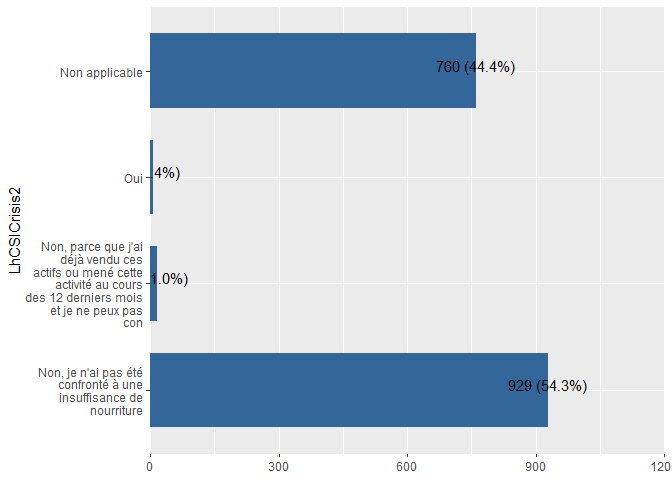 LhCSICrisis2
Non applicable
760 (44.4%)
Oui
4%)
Non, parce que j'ai
déjà vendu ces
actifs ou mené cette
activité au cours
des 12 derniers mois
et je ne peux pas
con
1.0%)
Non, je n'ai pas été
confronté à une
insuffisance de
nourriture
929 (54.3%)
0
300
600
900
120